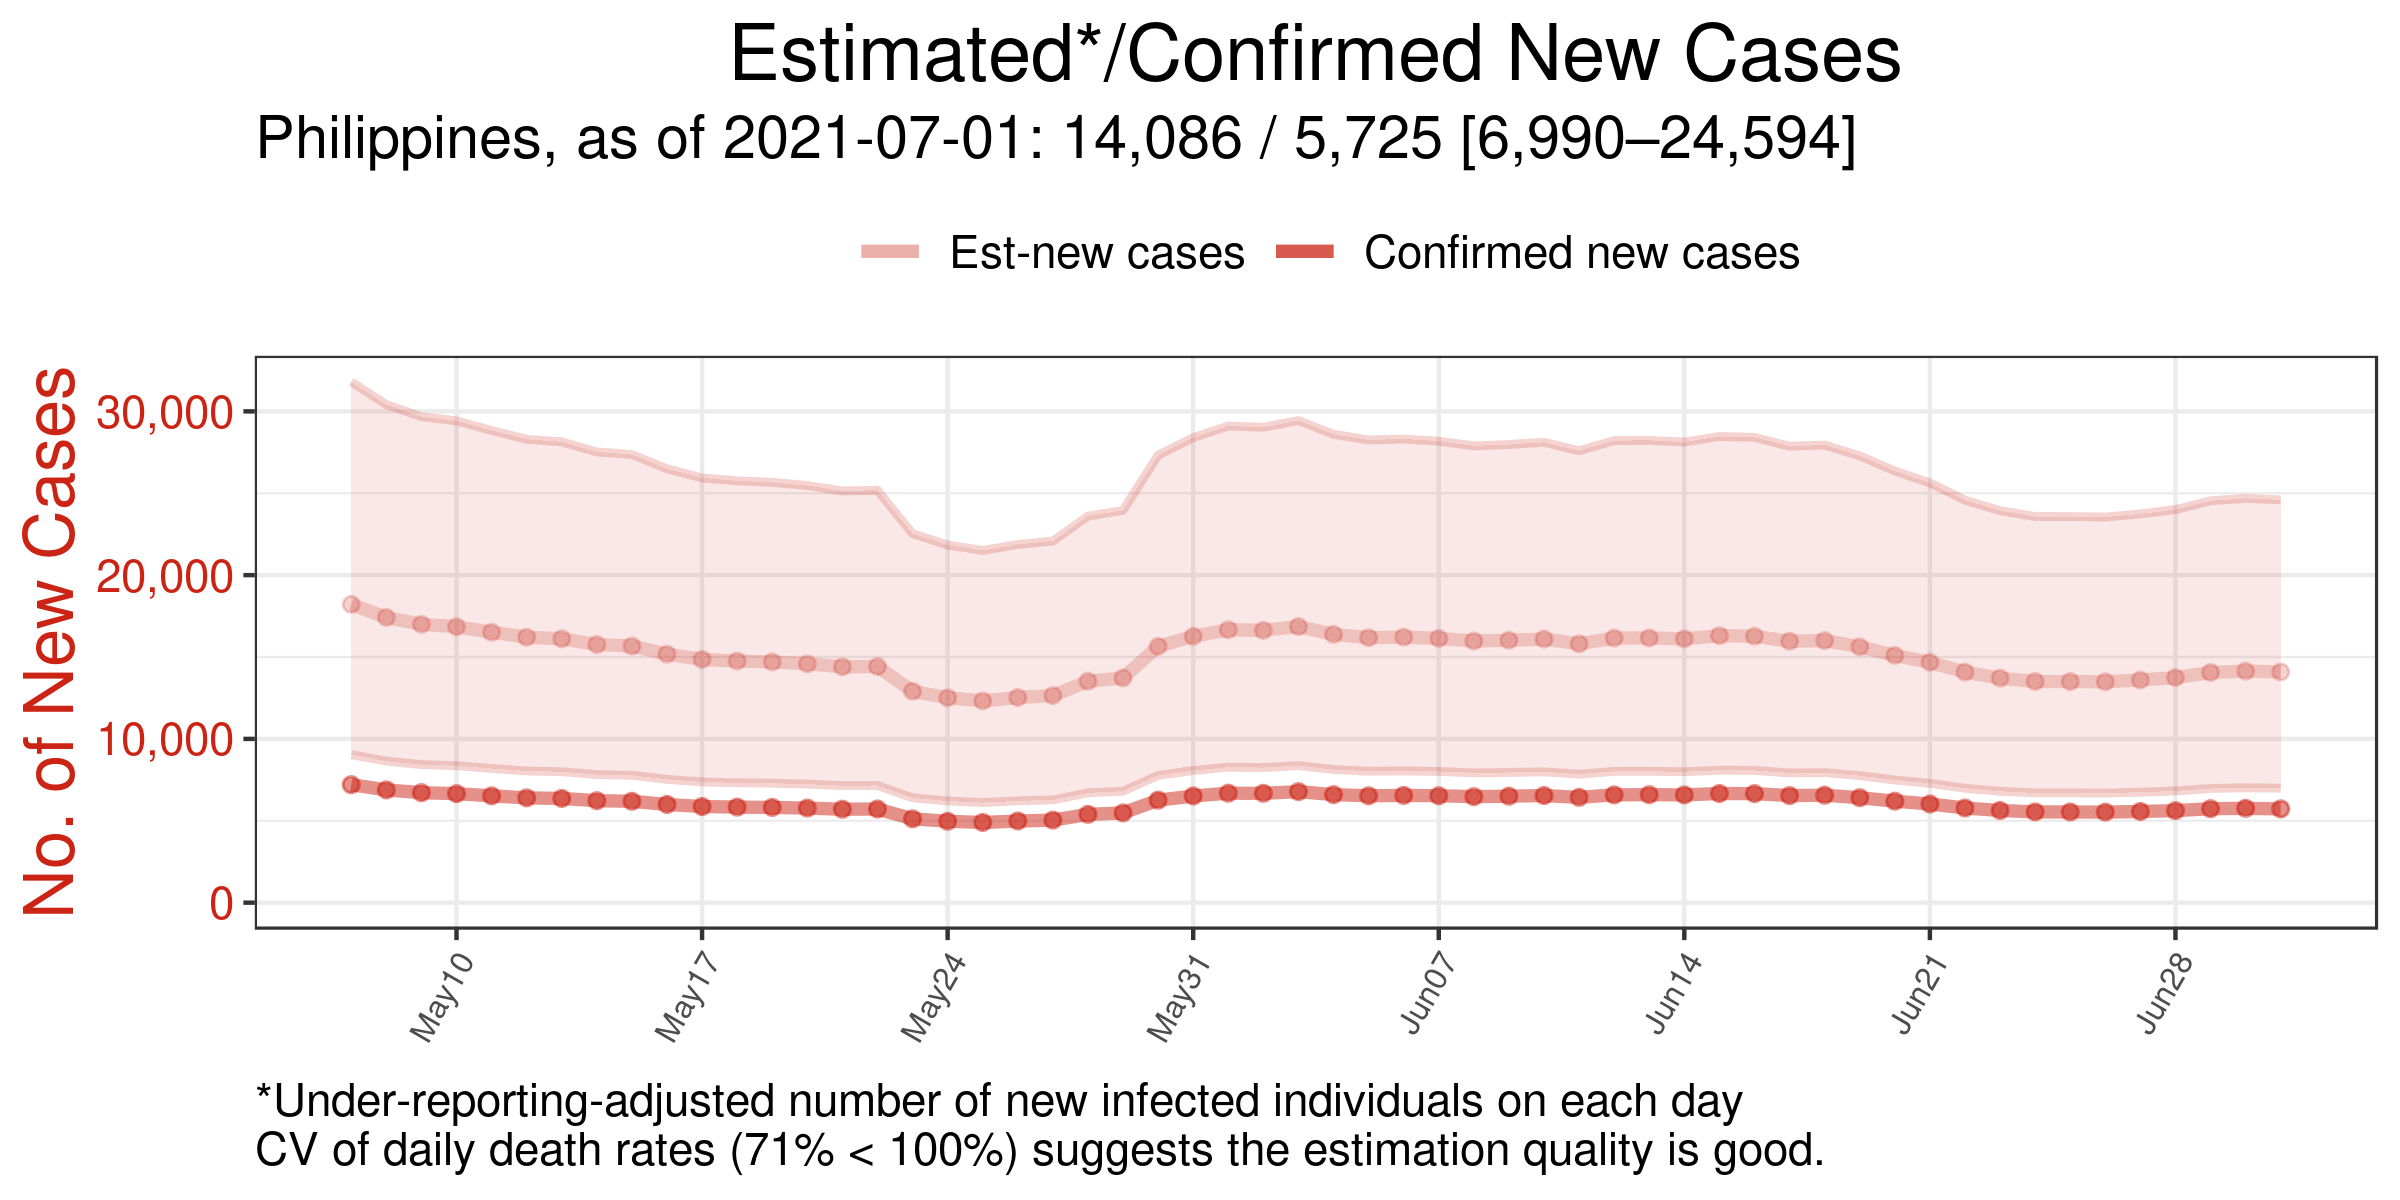 Estimated*/Confirmed New Cases
Philippines, as of 2021-07-01: 14,086 / 5,725 [6,990–24,594]
Est-new cases Confirmed new cases
No. of New Cases
30,000
20,000
10,000
0
May10 May17 May24 May31 Jun07 Jun14 Jun21 Jun28
*Under-reporting-adjusted number of new infected individuals on each day
CV of daily death rates (71% < 100%) suggests the estimation quality is good.